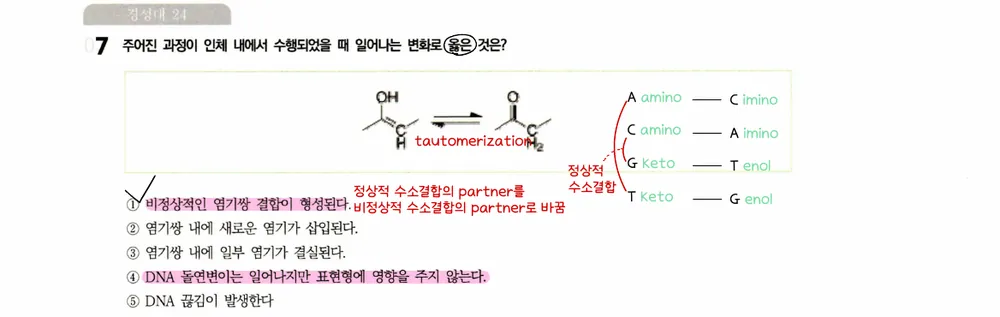 경성대 24
07 주어진 과정이 인체 내에서 수행되었을 때 일어나는 변화로 옳은 것은?
OH
O
C
H
C
H₂
tautomerization
A amino — C imino
C amino — A imino
G Keto — T enol
T Keto — G enol
정상적
수소결합
① 비정상적인 염기쌍 결합이 형성된다.
정상적 수소결합의 partner를
비정상적 수소결합의 partner로 바꿈
② 염기쌍 내에 새로운 염기가 삽입된다.
③ 염기쌍 내에 일부 염기가 결실된다.
④ DNA 돌연변이는 일어나지만 표현형에 영향을 주지 않는다.
⑤ DNA 끊김이 발생한다